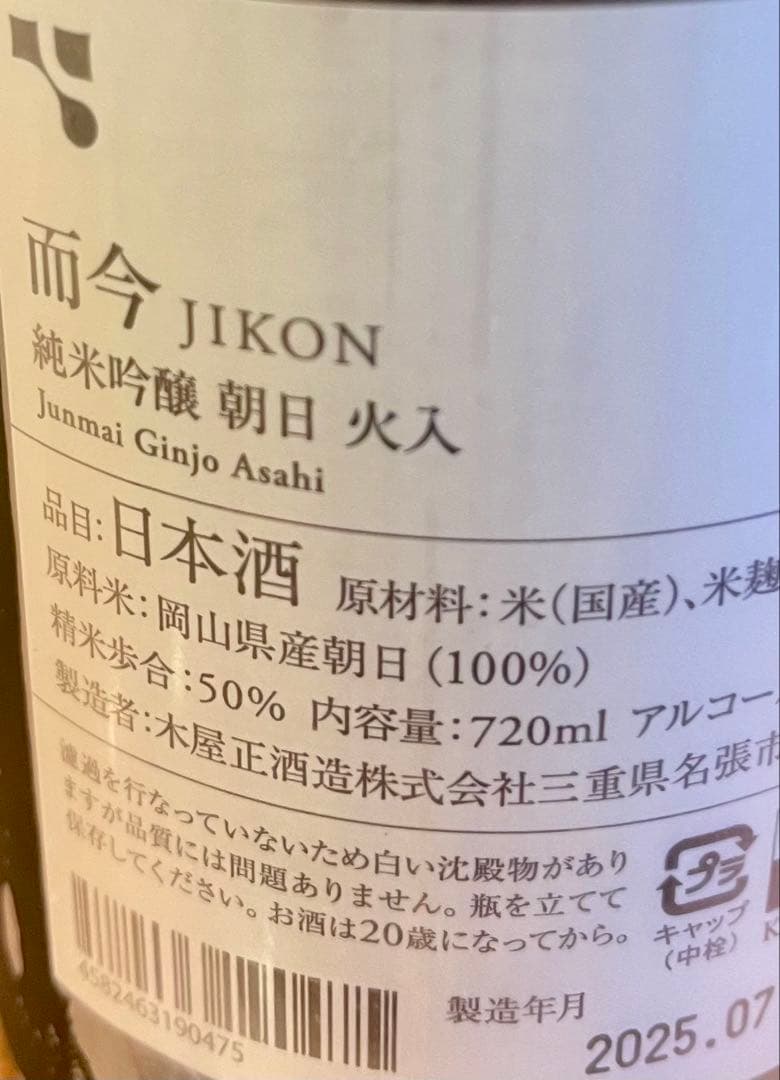 而今 JIKON
純米吟醸 朝日 火入
Junmai Ginjo Asahi
品目:日本酒 原材料:米(国産)、米麹
原料米:岡山県産朝日(100%)
精米歩合:50% 内容量:720ml アルコー
製造者:木屋正酒造株式会社三重県名張市
濾過を行なっていないため白い沈殿物があり
ますが品質には問題ありません。瓶を立てて
保存してください。お酒は20歳になってから。
プラ
キャップ
(中栓)
K
4582463190475
製造年月
2025.07